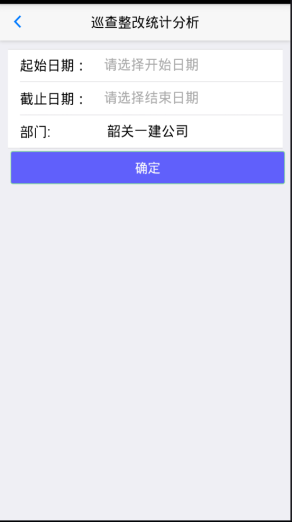 巡查整改统计分析
起始日期： 请选择开始日期
截止日期： 请选择结束日期
部门: 韶关一建公司
确定